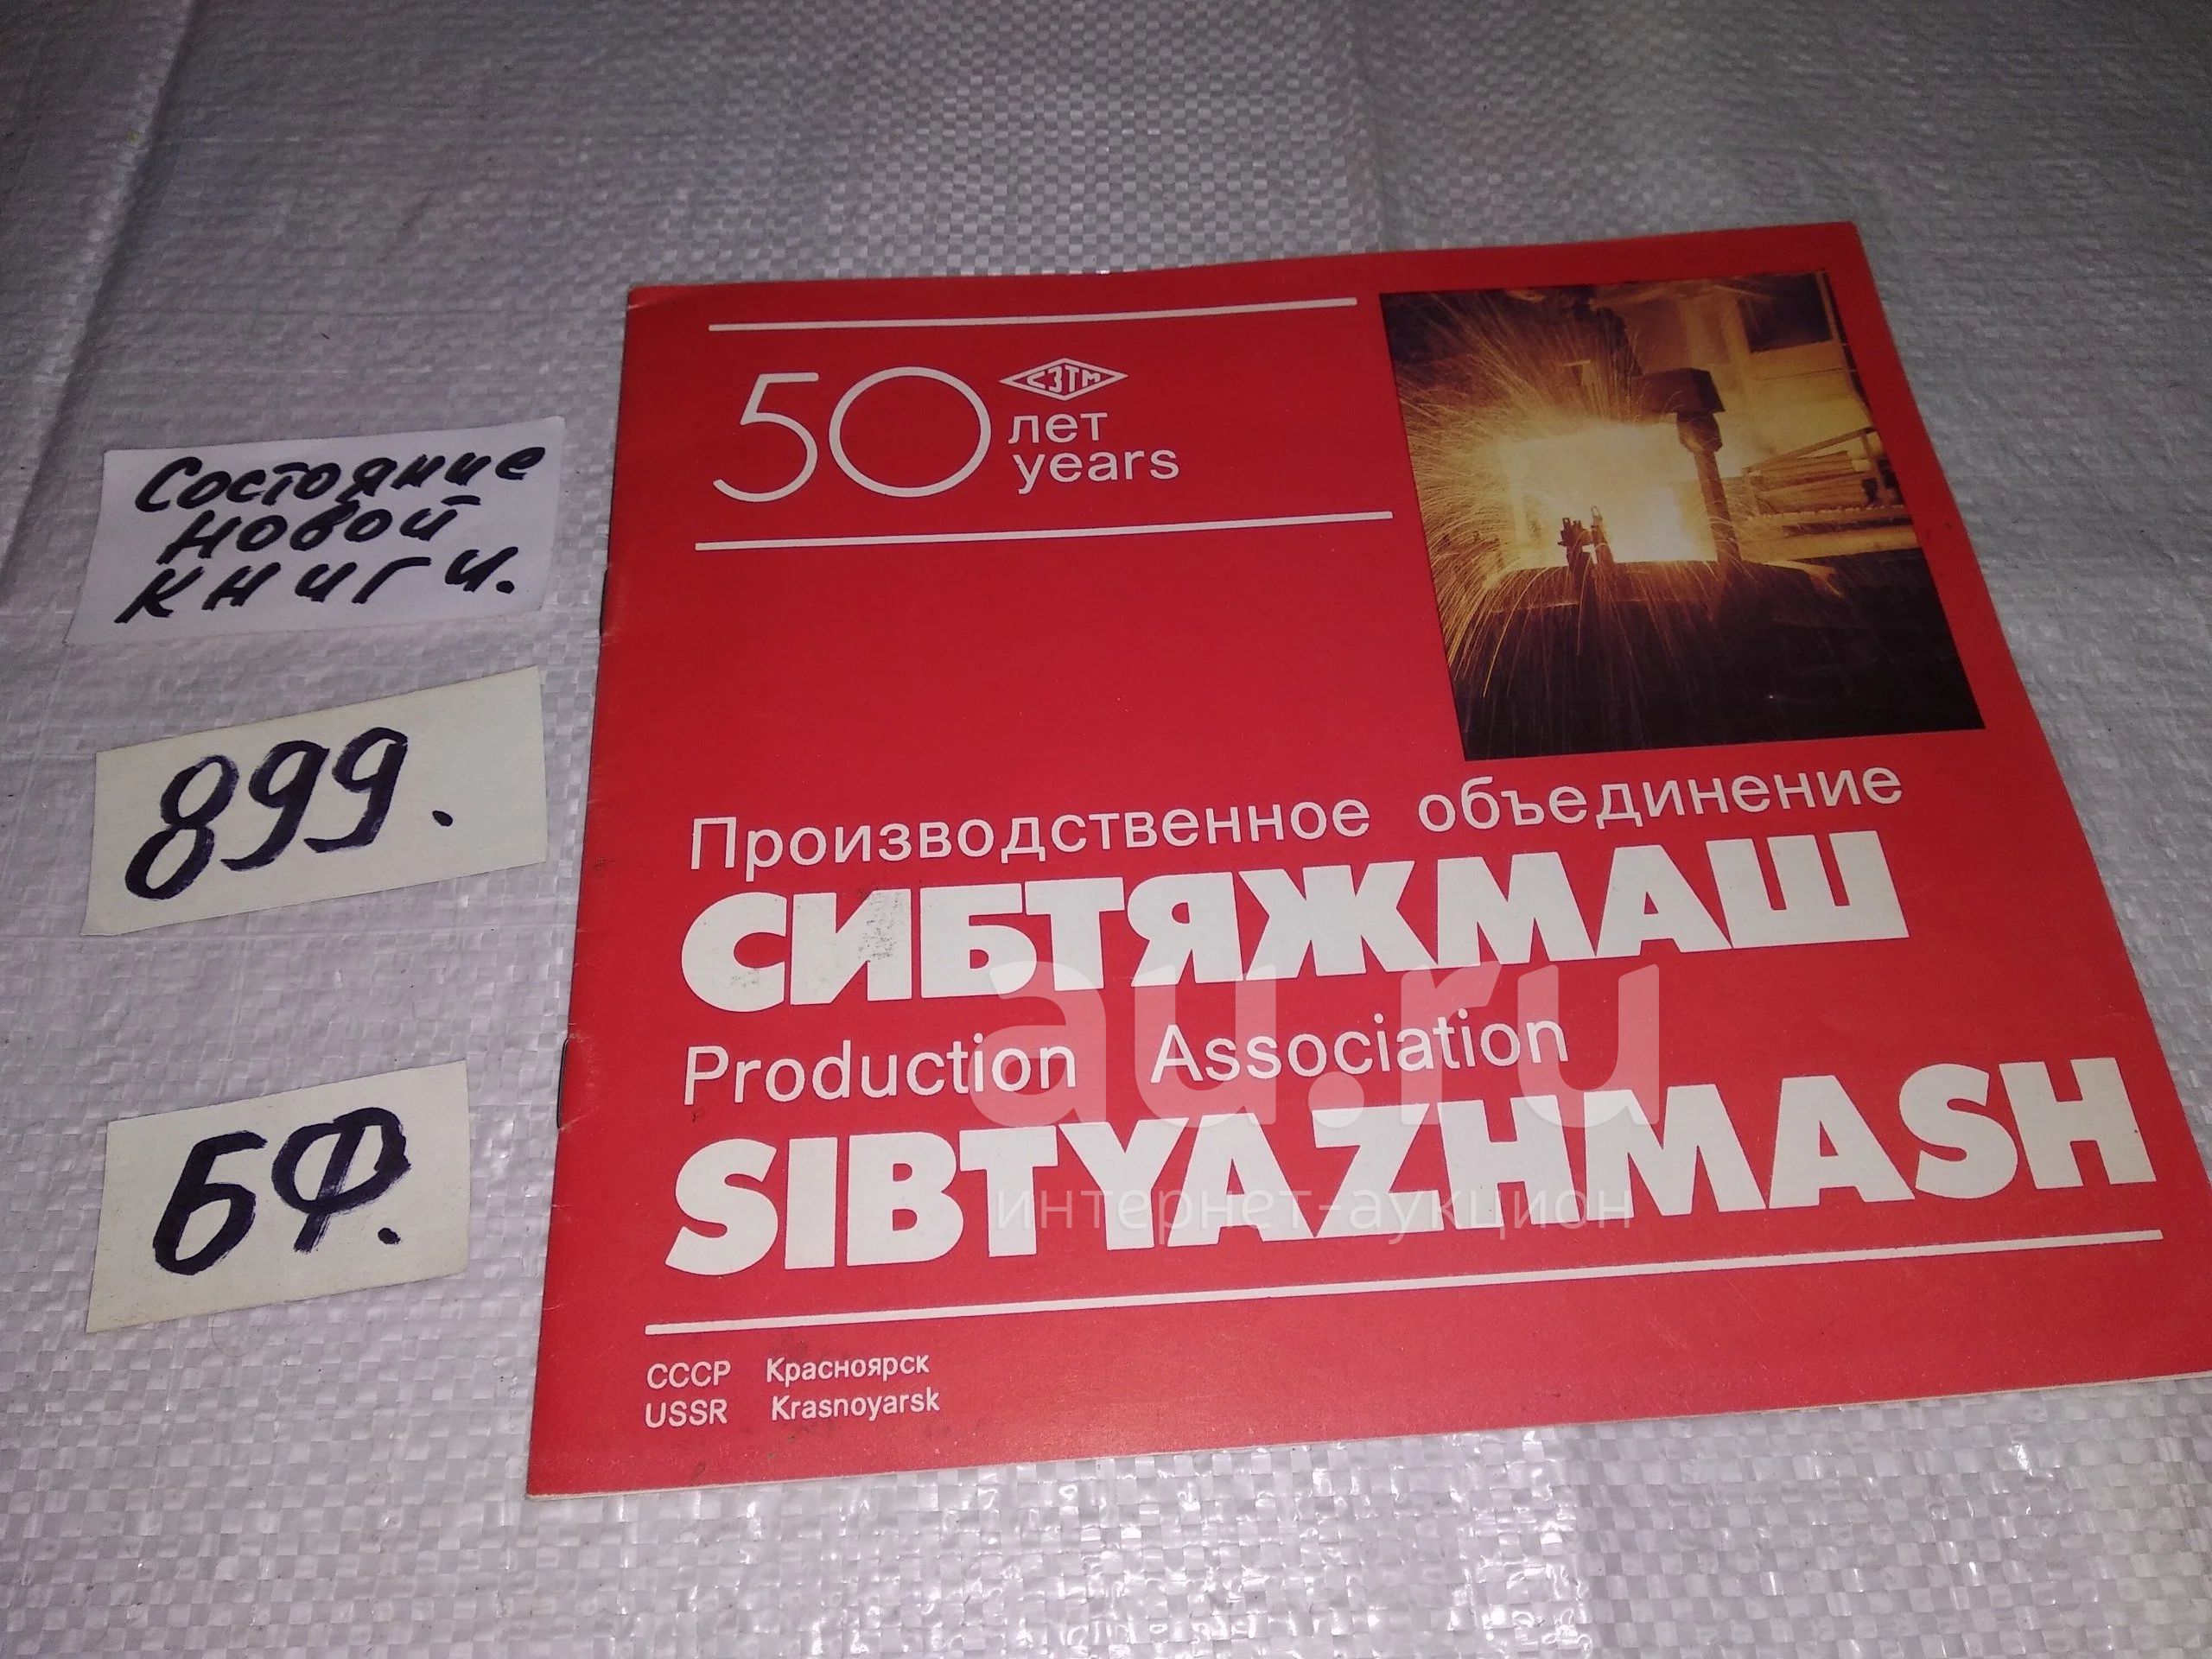 Состояние
новой
книги.
899.
БФ.
50
СЗТМ
лет
years
Производственное объединение
СИБТЯЖМАШ
Production Association
SIBTYAZHMASH
СССР Красноярск
USSR Krasnoyarsk
au.ru
интернет-аукцион